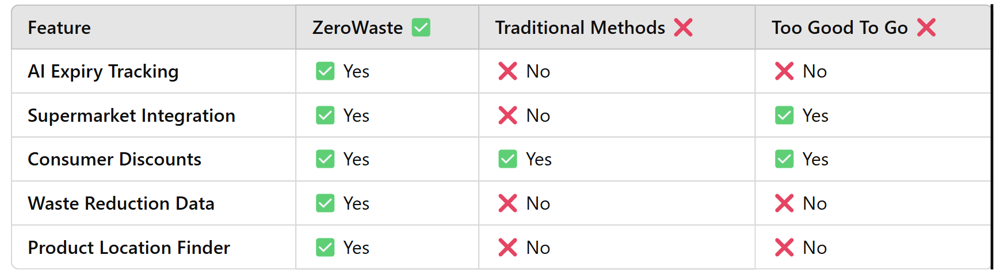 Feature ZeroWaste ✅ Traditional Methods ❌ Too Good To Go ❌
AI Expiry Tracking ✅ Yes ❌ No ❌ No
Supermarket Integration ✅ Yes ❌ No ✅ Yes
Consumer Discounts ✅ Yes ✅ Yes ✅ Yes
Waste Reduction Data ✅ Yes ❌ No ❌ No
Product Location Finder ✅ Yes ❌ No ❌ No